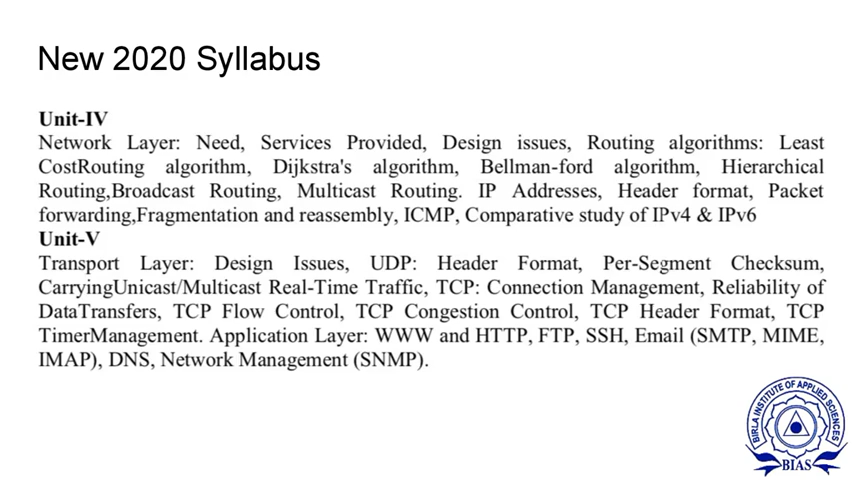 New 2020 Syllabus
Unit-IV
Network Layer: Need, Services Provided, Design issues, Routing algorithms: Least
CostRouting algorithm, Dijkstra's algorithm, Bellman-ford algorithm, Hierarchical
Routing,Broadcast Routing, Multicast Routing. IP Addresses, Header format, Packet
forwarding,Fragmentation and reassembly, ICMP, Comparative study of IPv4 & IPv6
Unit-V
Transport Layer: Design Issues, UDP: Header Format, Per-Segment Checksum,
CarryingUnicast/Multicast Real-Time Traffic, TCP: Connection Management, Reliability of
DataTransfers, TCP Flow Control, TCP Congestion Control, TCP Header Format, TCP
TimerManagement. Application Layer: WWW and HTTP, FTP, SSH, Email (SMTP, MIME,
IMAP), DNS, Network Management (SNMP).
BIRLA INSTITUTE OF APPLIED SCIENCES
BIAS